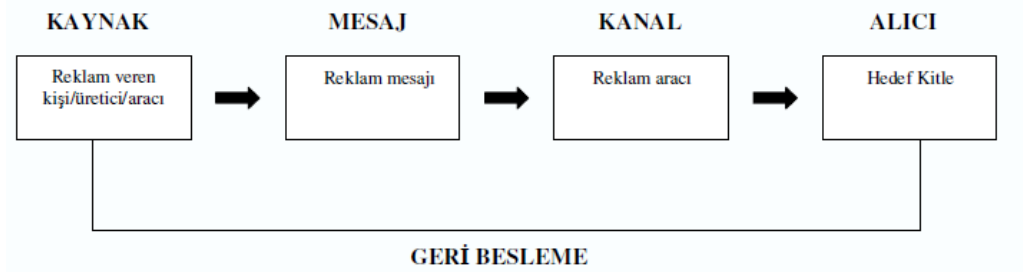 KAYNAK
MESAJ
KANAL
ALICI
Reklam veren
kişi/üretici/aracı
Reklam mesajı
Reklam aracı
Hedef Kitle
GERİ BESLEME